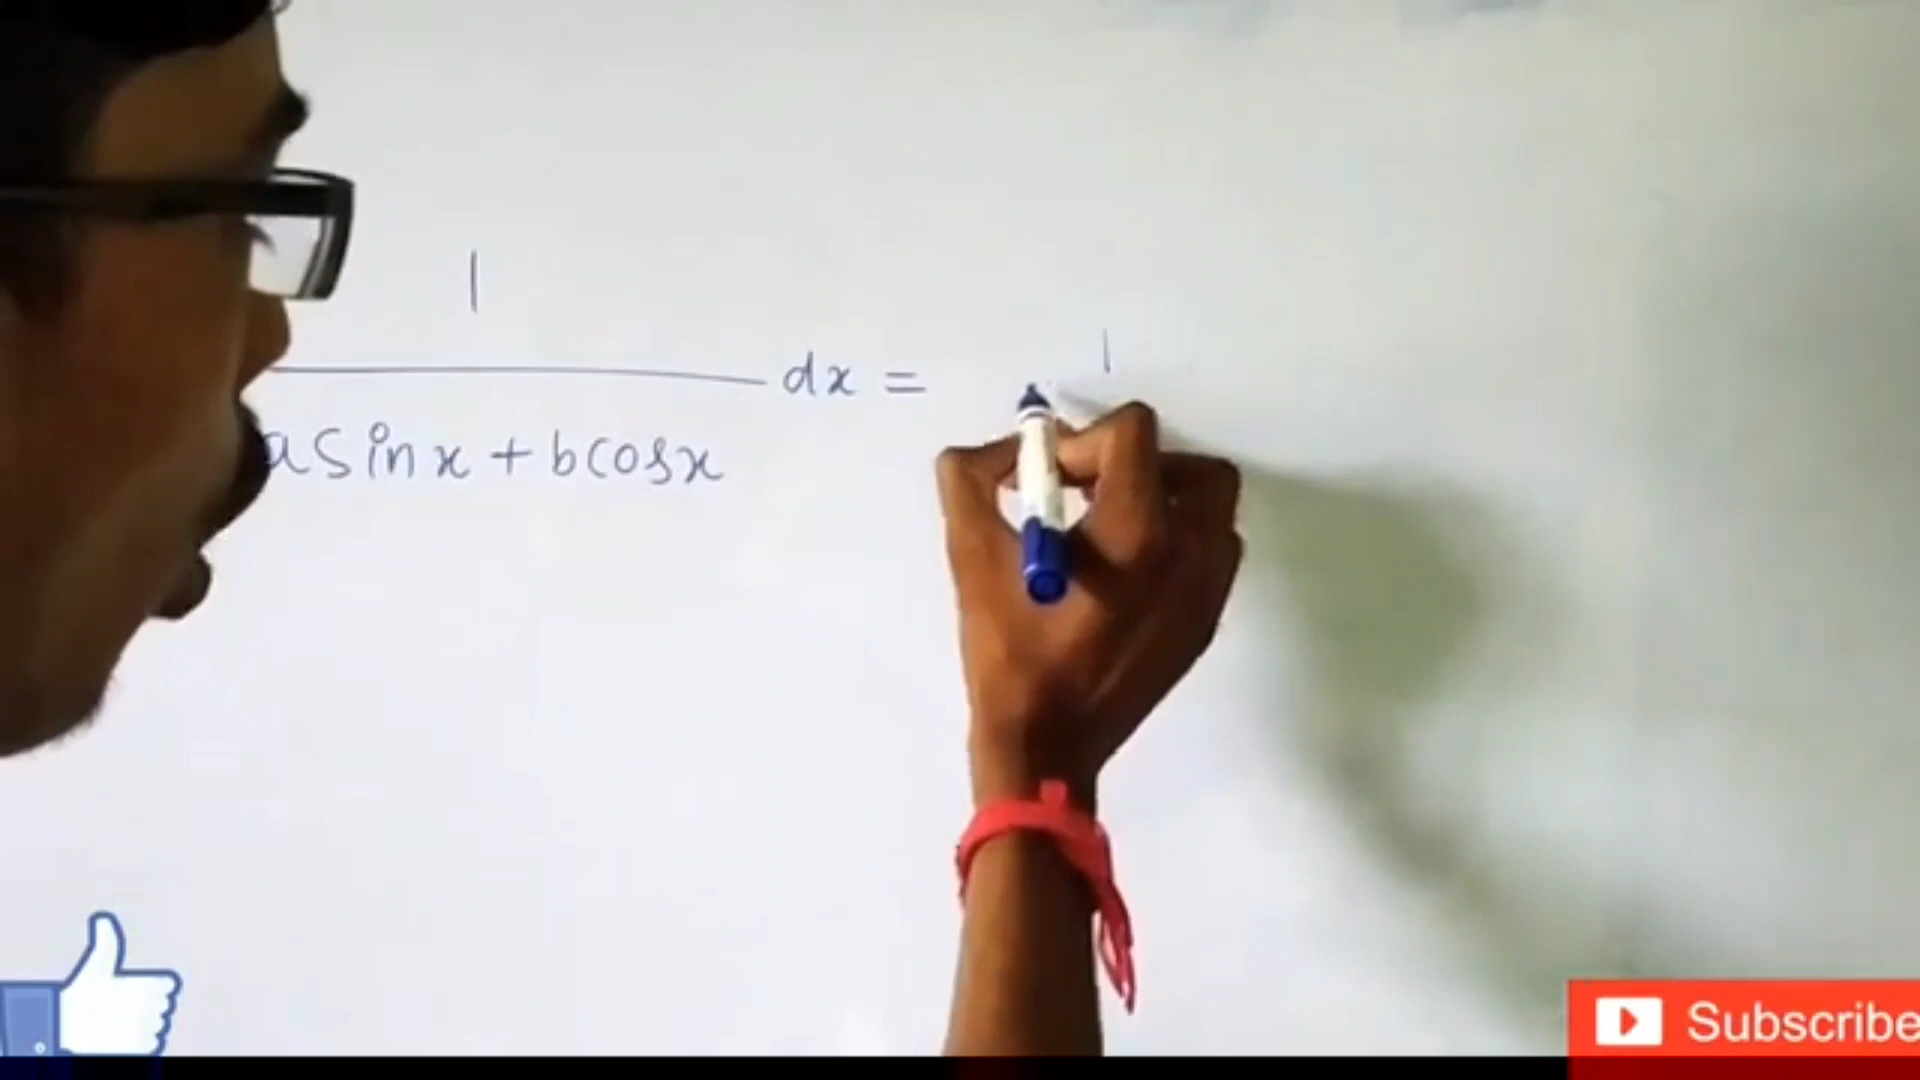 1
1
dx =
asinx + bcosx
Subscribe